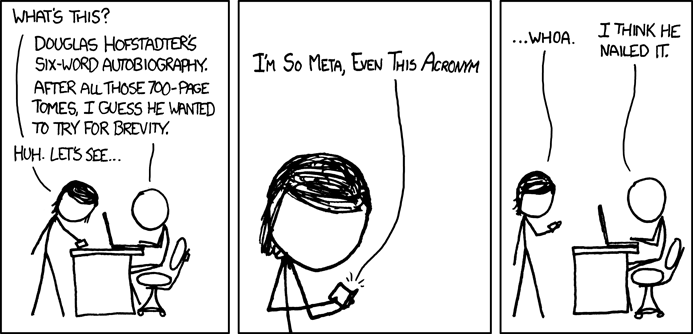 WHAT'S THIS?
DOUGLAS HOFSTADTER'S
SIX-WORD AUTOBIOGRAPHY.
AFTER ALL THOSE 700-PAGE
TOMES, I GUESS HE WANTED
TO TRY FOR BREVITY.
HUH. LET'S SEE...
I'M SO META, EVEN THIS ACRONYM
...WHOA.
I THINK HE
NAILED IT.